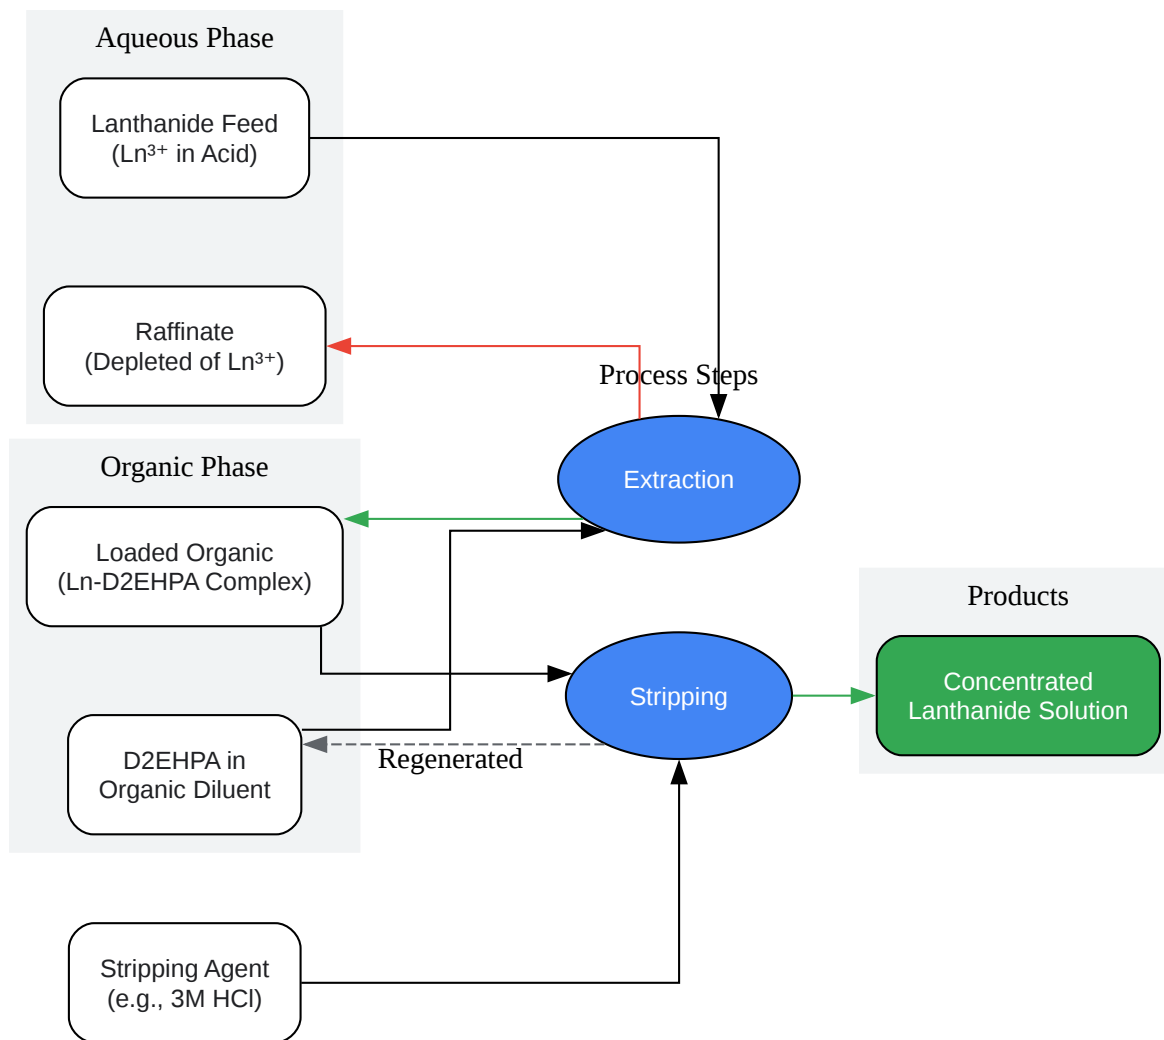 Aqueous Phase
Lanthanide Feed
(Ln³⁺ in Acid)
Raffinate
(Depleted of Ln³⁺)
Process Steps
Extraction
Organic Phase
Loaded Organic
(Ln-D2EHPA Complex)
Stripping
Products
Concentrated
Lanthanide Solution
D2EHPA in
Organic Diluent
Regenerated
Stripping Agent
(e.g., 3M HCl)